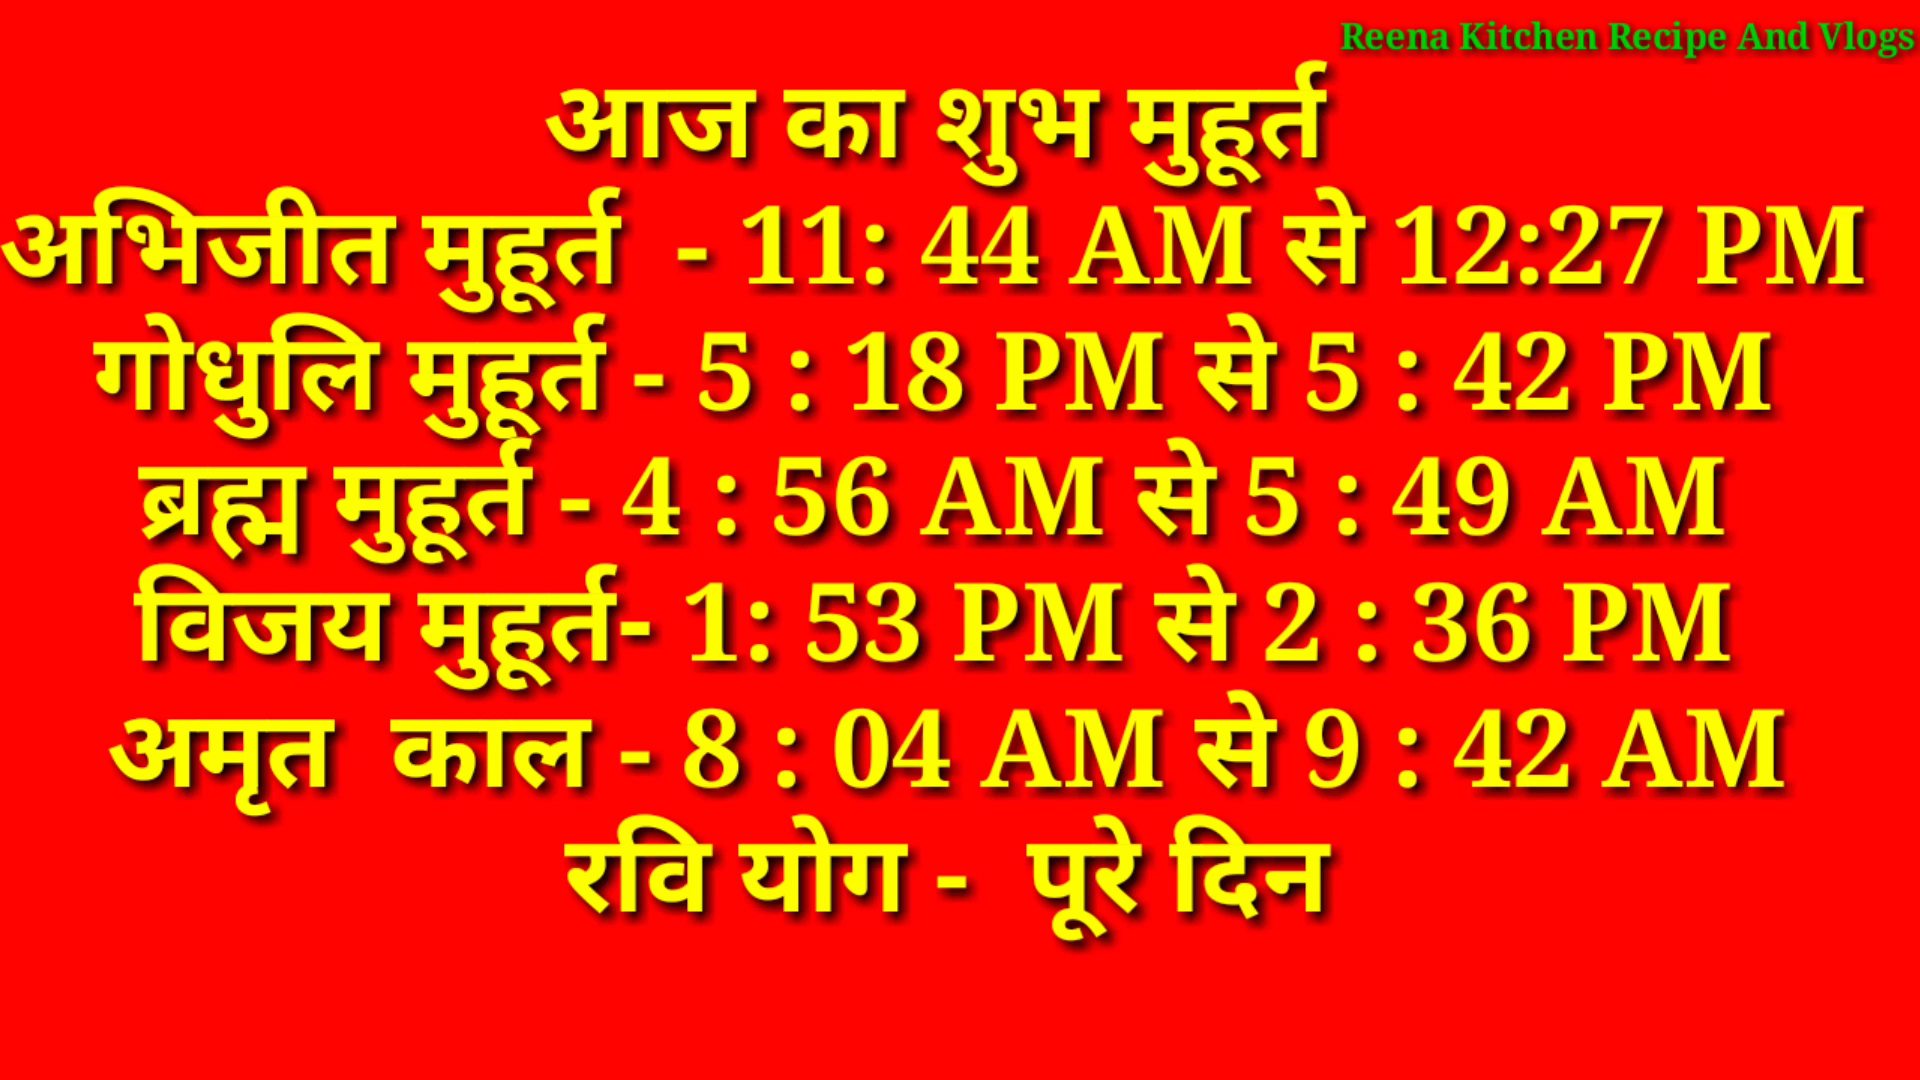 Reena Kitchen Recipe And Vlogs
आज का शुभ मुहूर्त
अभिजीत मुहूर्त - 11: 44 AM से 12:27 PM
गोधुलि मुहूर्त - 5 : 18 PM से 5 : 42 PM
ब्रह्म मुहूर्त - 4 : 56 AM से 5 : 49 AM
विजय मुहूर्त- 1: 53 PM से 2 : 36 PM
अमृत काल - 8 : 04 AM से 9 : 42 AM
रवि योग - पूरे दिन